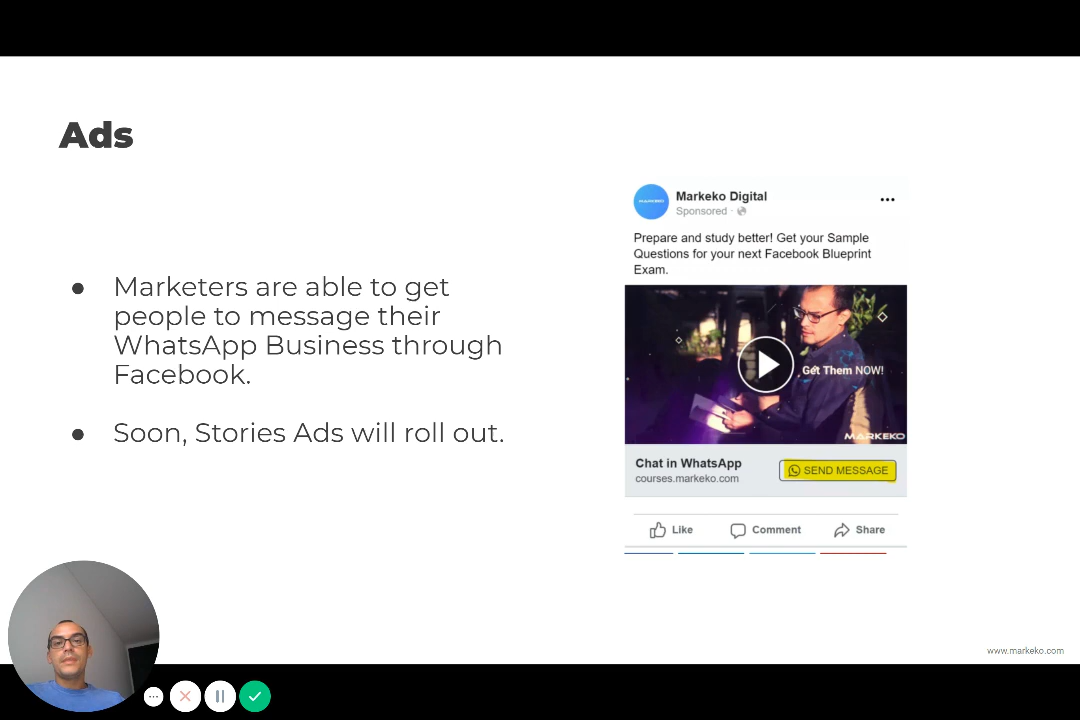 Ads
Marketers are able to get
people to message their
WhatsApp Business through
Facebook.
Soon, Stories Ads will roll out.
MARKEKO
Markeko Digital
Sponsored ·
Prepare and study better! Get your Sample
Questions for your next Facebook Blueprint
Exam.
Get Them NOW!
MARKEKO
Chat in WhatsApp
SEND MESSAGE
courses.markeko.com
Like Comment Share
www.markeko.com